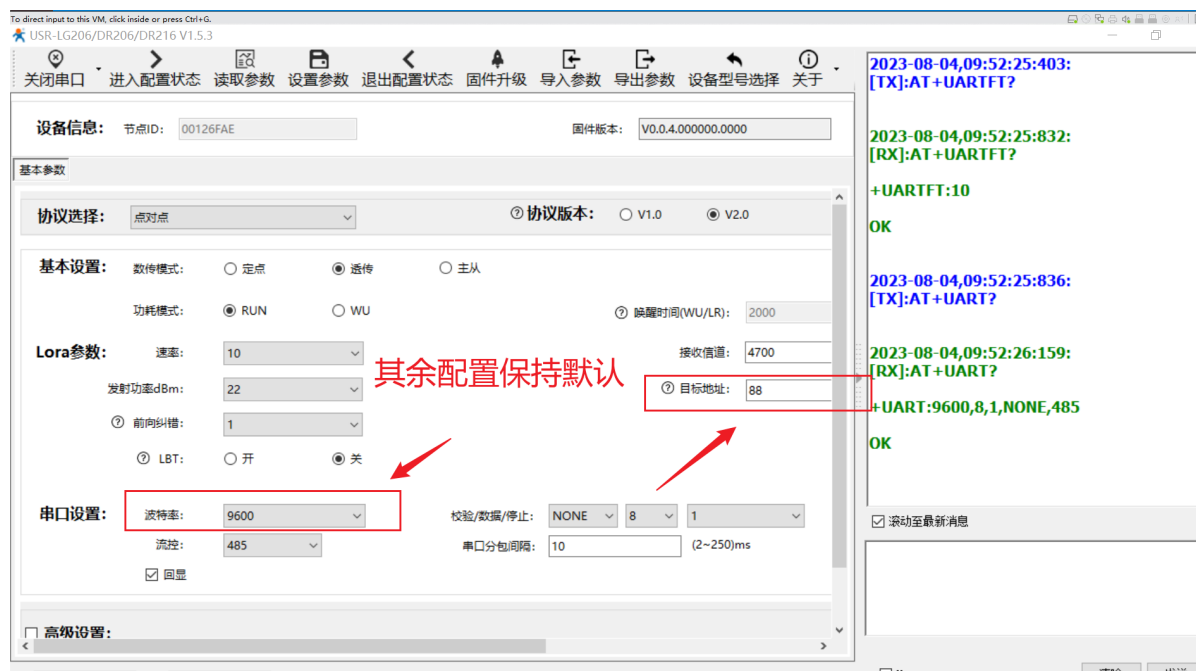 To direct input to this VM, click inside or press Ctrl+G.
USR-LG206/DR206/DR216 V1.5.3
关闭串口 进入配置状态 读取参数 设置参数 退出配置状态 固件升级 导入参数 导出参数 设备型号选择 关于
设备信息: 节点ID: 00126FAE 固件版本: V0.0.4.000000.0000
基本参数
协议选择: 点对点 协议版本: V1.0 V2.0
基本设置: 数传模式: 定点 透传 主从
功耗模式: RUN WU 唤醒时间(WU/LR): 2000
Lora参数: 速率: 10 接收信道: 4700
其余配置保持默认
发射功率dBm: 22 目标地址: 88
前向纠错: 1
LBT: 开 关
串口设置: 波特率: 9600 校验/数据/停止: NONE 8 1
流控: 485 串口分包间隔: 10 (2~250)ms
回显
高级设置:
2023-08-04,09:52:25:403:
[TX]:AT+UARTFT?
2023-08-04,09:52:25:832:
[RX]:AT+UARTFT?
+UARTFT:10
OK
2023-08-04,09:52:25:836:
[TX]:AT+UART?
2023-08-04,09:52:26:159:
[RX]:AT+UART?
+UART:9600,8,1,NONE,485
OK
滚动至最新消息